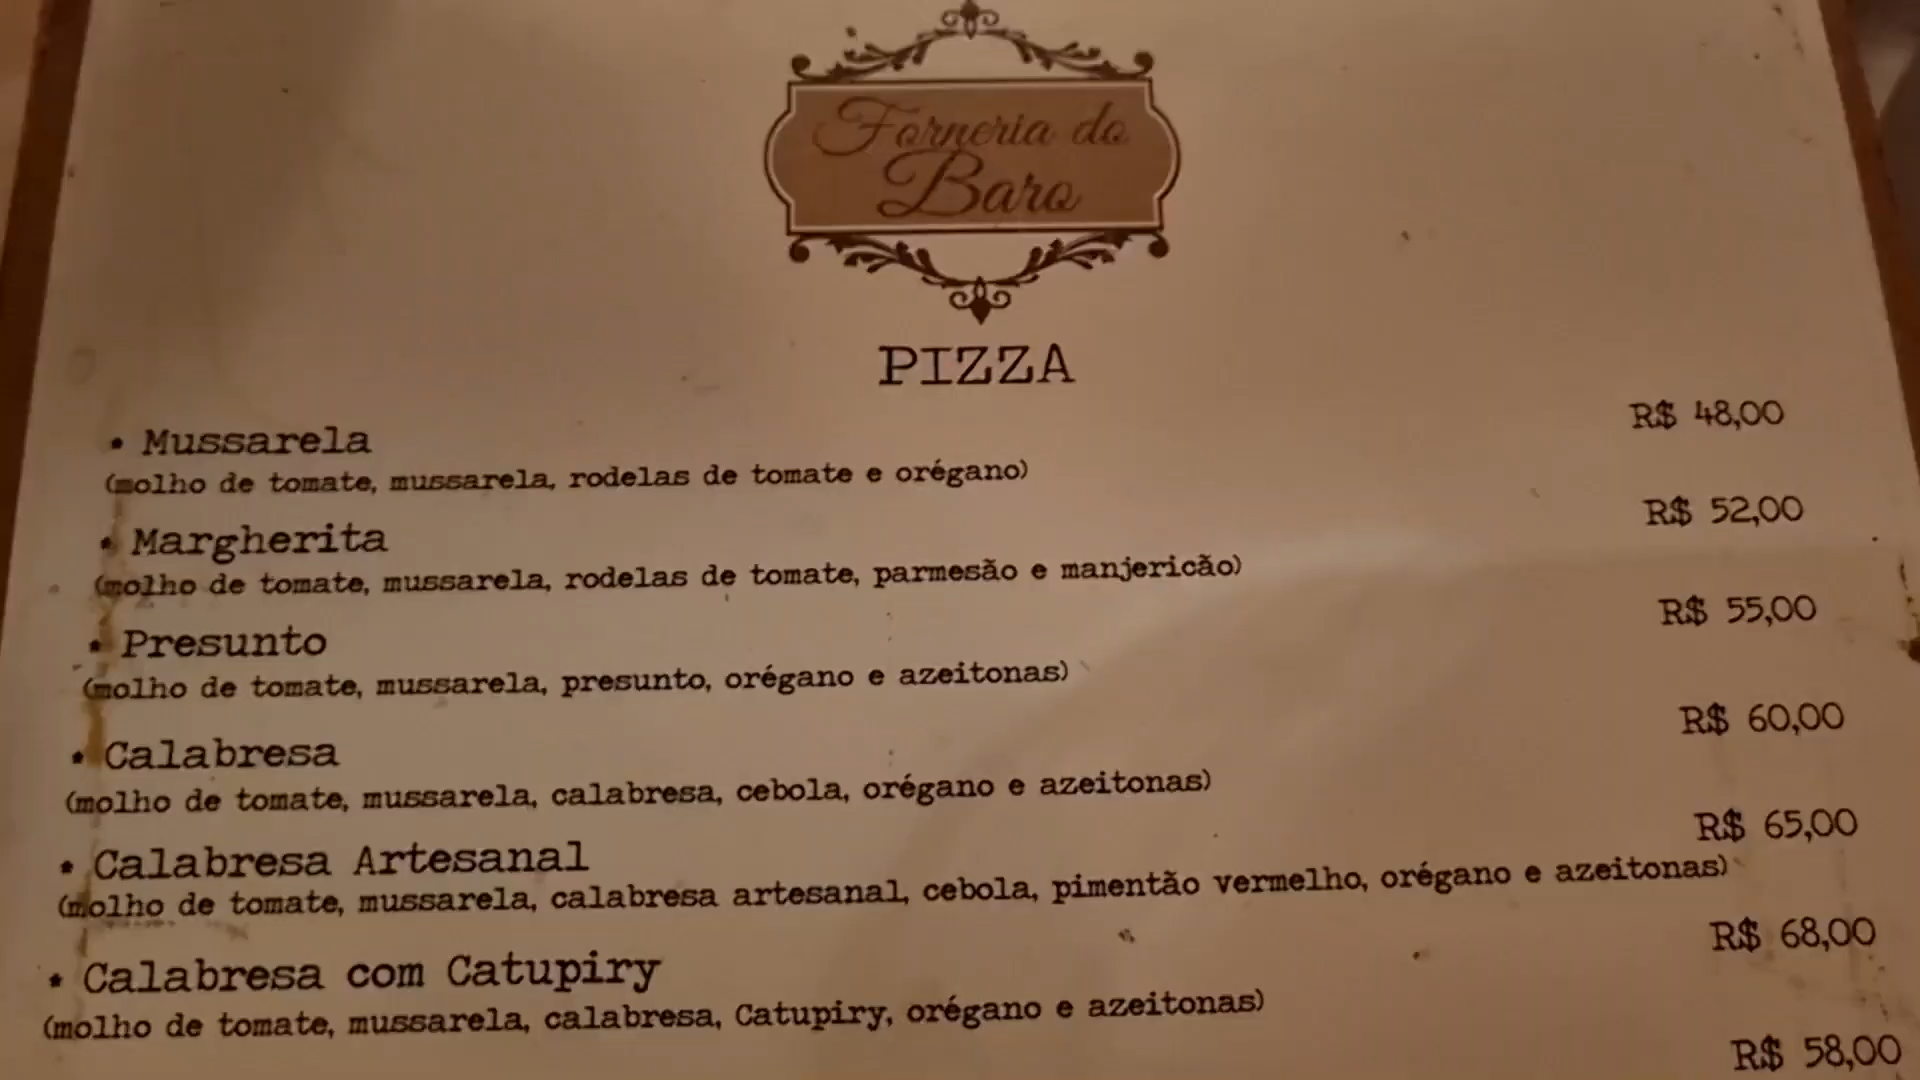 Forneria do
Baro
PIZZA
• Mussarela R$ 48,00
(molho de tomate, mussarela, rodelas de tomate e orégano)
• Margherita R$ 52,00
(molho de tomate, mussarela, rodelas de tomate, parmesão e manjericão)
• Presunto R$ 55,00
(molho de tomate, mussarela, presunto, orégano e azeitonas)
• Calabresa R$ 60,00
(molho de tomate, mussarela, calabresa, cebola, orégano e azeitonas)
• Calabresa Artesanal R$ 65,00
(molho de tomate, mussarela, calabresa artesanal, cebola, pimentão vermelho, orégano e azeitonas)
• Calabresa com Catupiry R$ 68,00
(molho de tomate, mussarela, calabresa, Catupiry, orégano e azeitonas)
R$ 58,00